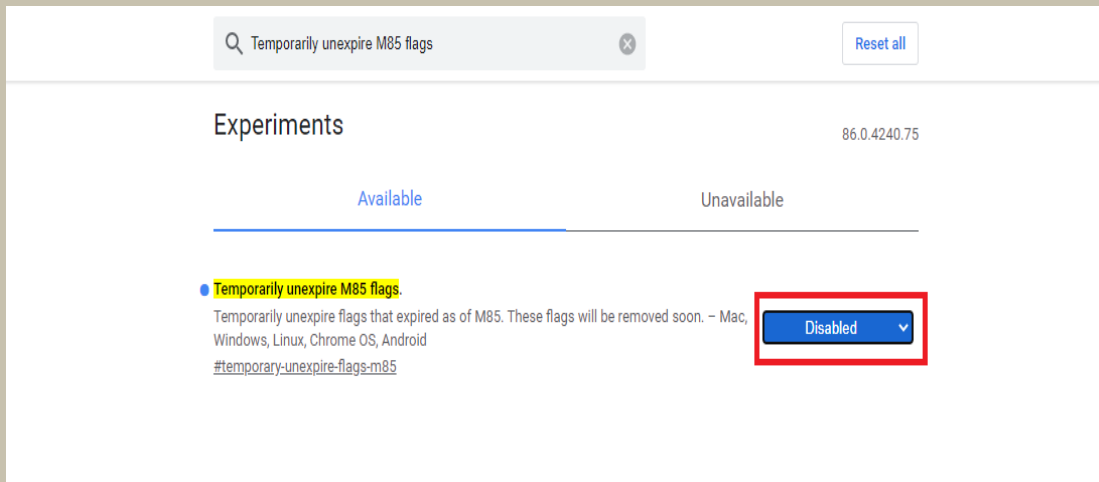 Temporarily unexpire M85 flags
Reset all
Experiments
86.0.4240.75
Available
Unavailable
Temporarily unexpire M85 flags.
Temporarily unexpire flags that expired as of M85. These flags will be removed soon. – Mac,
Windows, Linux, Chrome OS, Android
#temporary-unexpire-flags-m85
Disabled